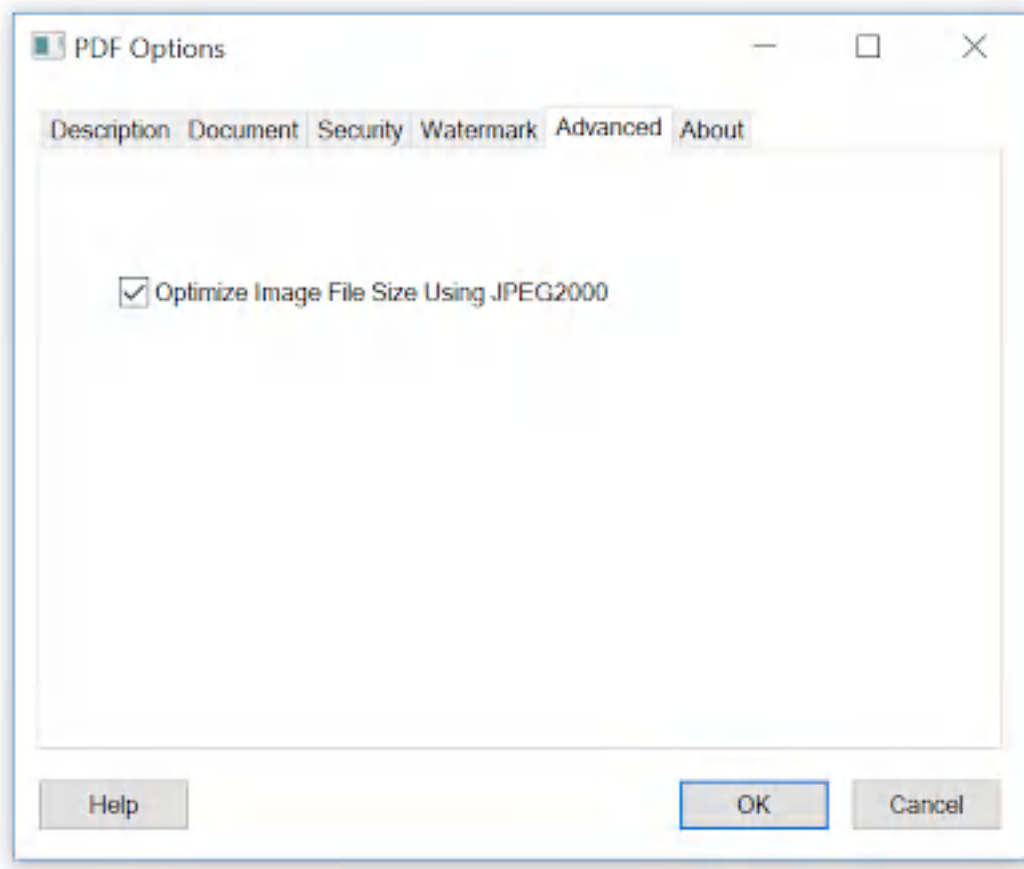 PDF Options
Description Document Security Watermark Advanced About
Optimize Image File Size Using JPEG2000
Help OK Cancel